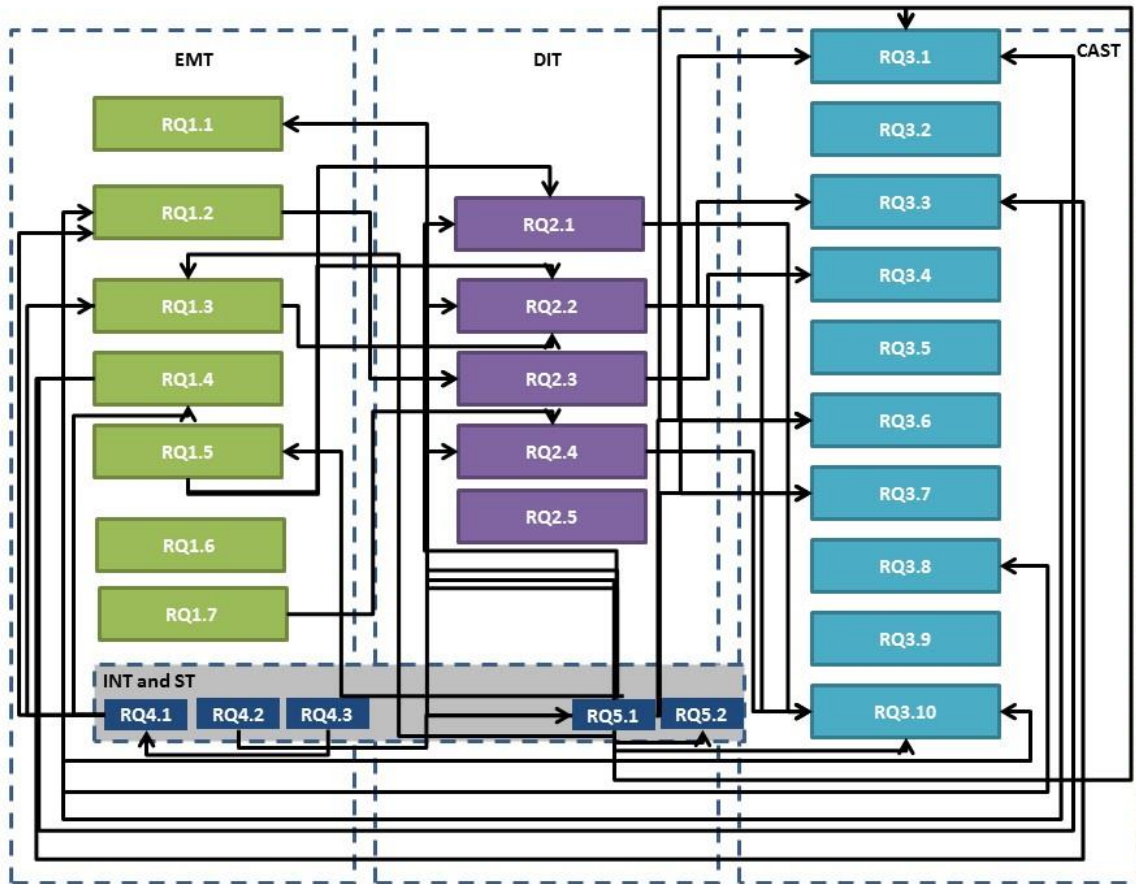 EMT
DIT
CAST
RQ1.1
RQ1.2
RQ1.3
RQ1.4
RQ1.5
RQ1.6
RQ1.7
RQ2.1
RQ2.2
RQ2.3
RQ2.4
RQ2.5
RQ3.1
RQ3.2
RQ3.3
RQ3.4
RQ3.5
RQ3.6
RQ3.7
RQ3.8
RQ3.9
RQ3.10
INT and ST
RQ4.1
RQ4.2
RQ4.3
RQ5.1
RQ5.2